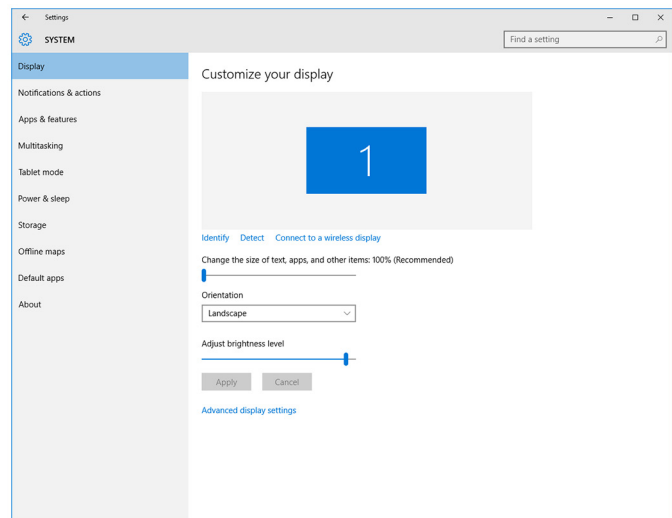 Settings
SYSTEM
Find a setting
Display
Notifications & actions
Apps & features
Multitasking
Tablet mode
Power & sleep
Storage
Offline maps
Default apps
About
Customize your display
1
Identify Detect Connect to a wireless display
Change the size of text, apps, and other items: 100% (Recommended)
Orientation
Landscape
Adjust brightness level
Apply Cancel
Advanced display settings